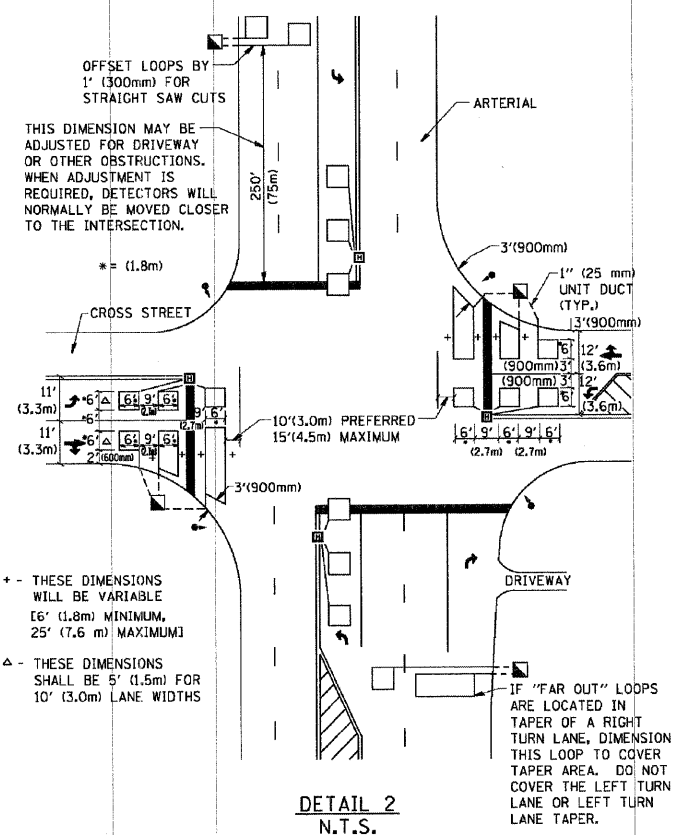 OFFSET LOOPS BY
1' (300mm) FOR
STRAIGHT SAW CUTS
ARTERIAL
THIS DIMENSION MAY BE
ADJUSTED FOR DRIVEWAY
OR OTHER OBSTRUCTIONS.
WHEN ADJUSTMENT IS
REQUIRED, DETECTORS WILL
NORMALLY BE MOVED CLOSER
TO THE INTERSECTION.
250'
(75m)
* = (1.8m)
H
3'(900mm)
1" (25 mm)
UNIT DUCT
(TYP.)
CROSS STREET
3'(900mm)
6'
12'
(3.6m)
(900mm) 3'
(900mm) 3'
6'
12'
(3.6m)
H
6' 9' 6' 9' 6'
(2.7m) (2.7m)
H
11'
(3.3m)
*6' △ 6' 9' 6'
*6'
9' 6'
(2.7m)
11'
(3.3m)
*6' △ 6' 9' 6'
2' (600mm)
10'(3.0m) PREFERRED
15'(4.5m) MAXIMUM
3'(900mm)
H
DRIVEWAY
+ - THESE DIMENSIONS
WILL BE VARIABLE
[6' (1.8m) MINIMUM,
25' (7.6 m) MAXIMUM]
△ - THESE DIMENSIONS
SHALL BE 5' (1.5m) FOR
10' (3.0m) LANE WIDTHS
IF "FAR OUT" LOOPS
ARE LOCATED IN
TAPER OF A RIGHT
TURN LANE, DIMENSION
THIS LOOP TO COVER
TAPER AREA. DO NOT
COVER THE LEFT TURN
LANE OR LEFT TURN
LANE TAPER.
DETAIL 2
N.T.S.